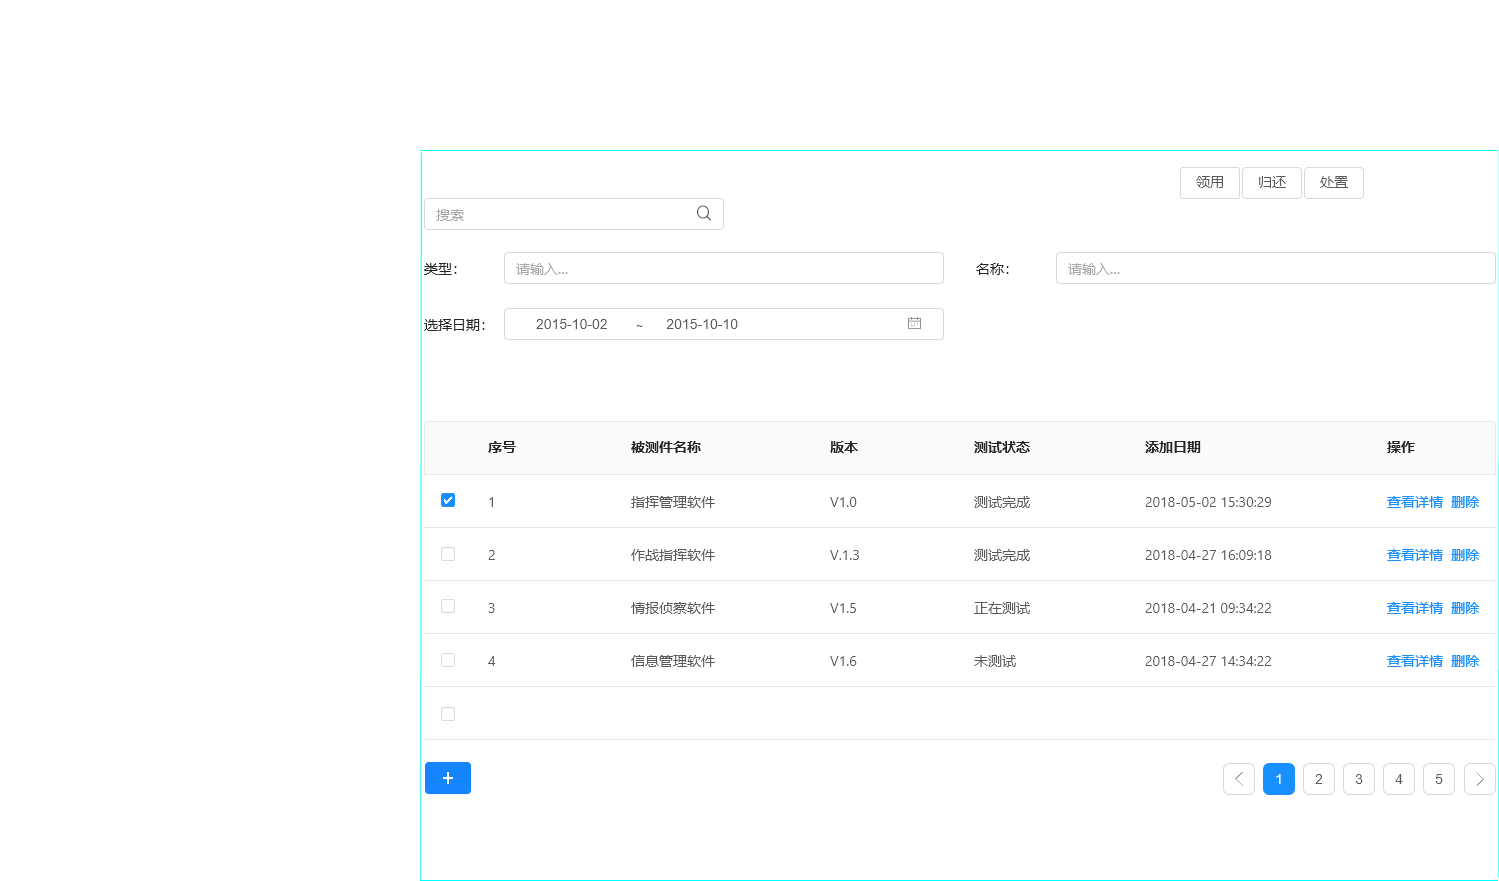 领用 归还 处置
搜索
类型： 请输入... 名称： 请输入...
选择日期： 2015-10-02 ~ 2015-10-10
序号 被测件名称 版本 测试状态 添加日期 操作
1 指挥管理软件 V1.0 测试完成 2018-05-02 15:30:29 查看详情 删除
2 作战指挥软件 V.1.3 测试完成 2018-04-27 16:09:18 查看详情 删除
3 情报侦察软件 V1.5 正在测试 2018-04-21 09:34:22 查看详情 删除
4 信息管理软件 V1.6 未测试 2018-04-27 14:34:22 查看详情 删除
+ 1 2 3 4 5